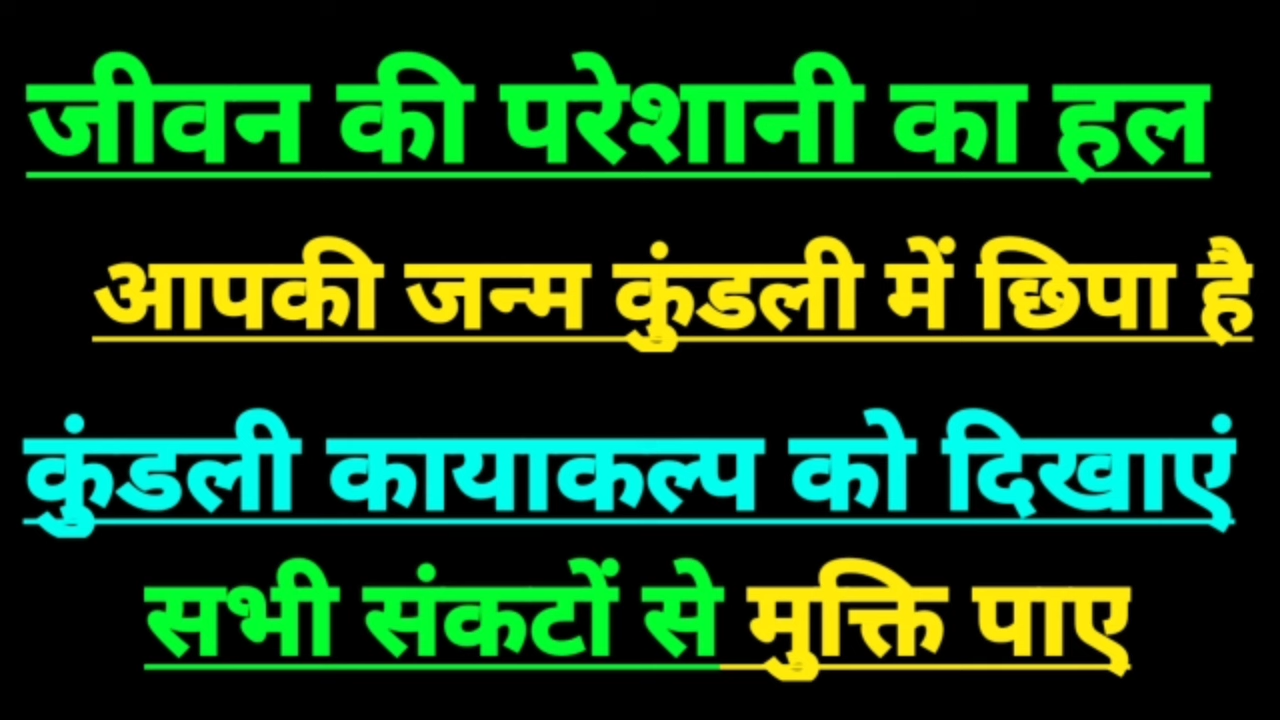 जीवन की परेशानी का हल
आपकी जन्म कुंडली में छिपा है
कुंडली कायाकल्प को दिखाएं
सभी संकटों से मुक्ति पाए